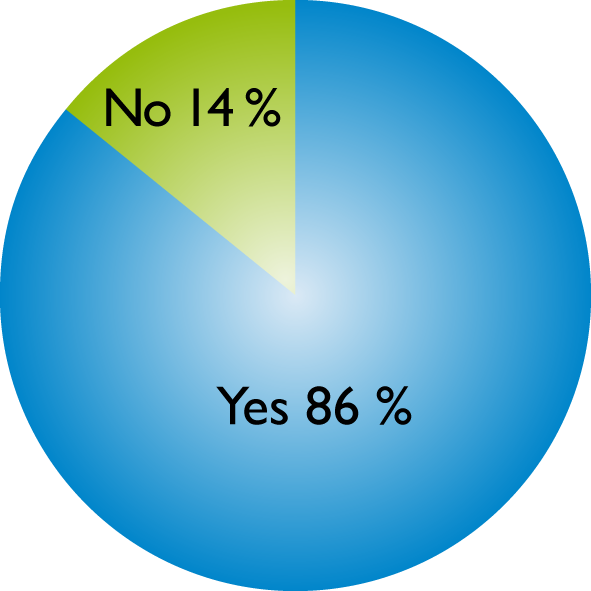 No 14 %
Yes 86 %